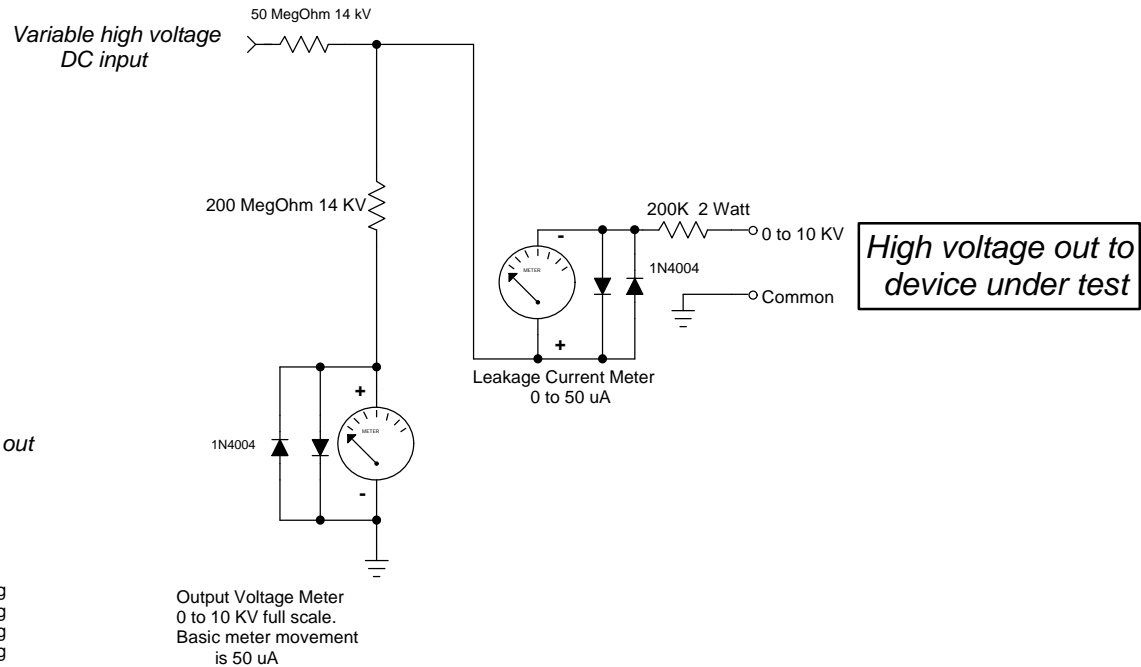 50 MegOhm 14 kV
Variable high voltage
DC input
200 MegOhm 14 KV
200K 2 Watt
0 to 10 KV
-
METER
1N4004
+
Common
High voltage out to
device under test
Leakage Current Meter
0 to 50 uA
+
METER
1N4004
-
out
g
g
g
g
Output Voltage Meter
0 to 10 KV full scale.
Basic meter movement
is 50 uA